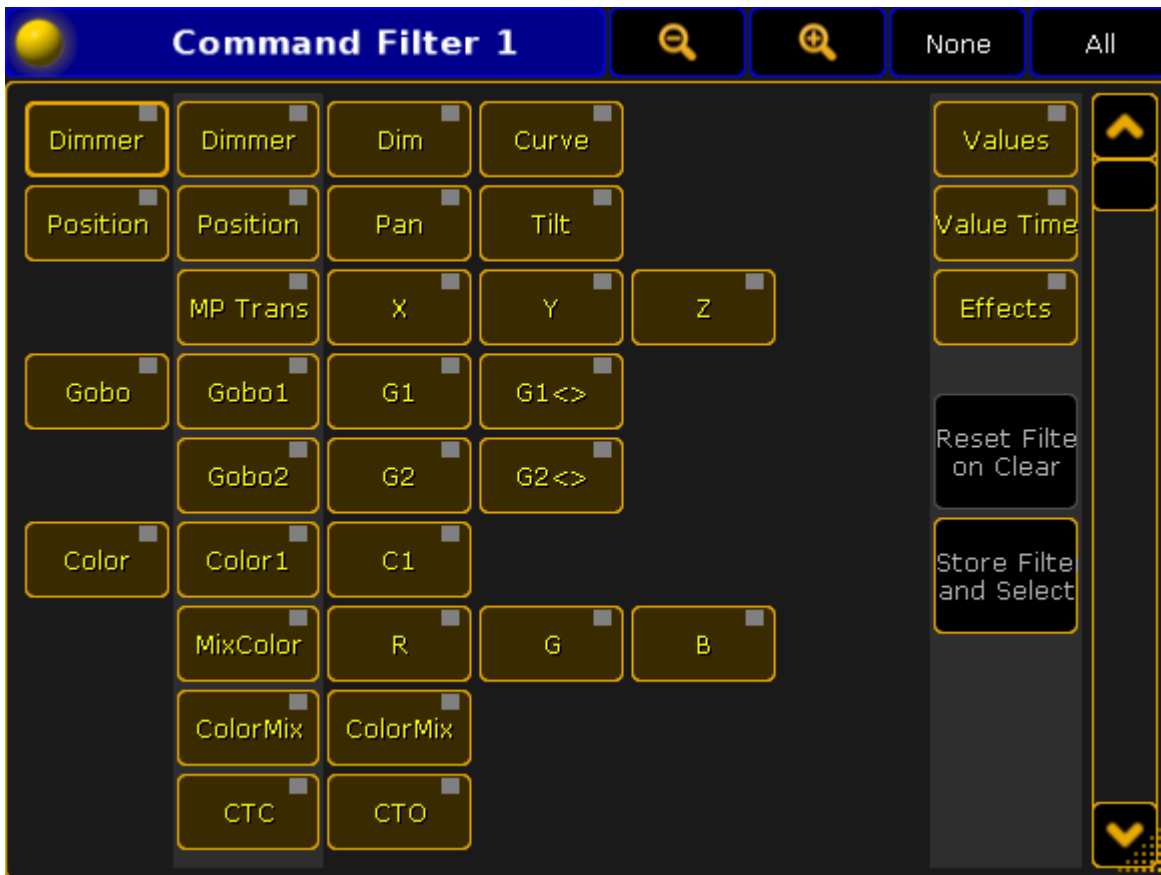 Command Filter 1 None All
Dimmer Dimmer Dim Curve Values
Position Position Pan Tilt Value Time
MP Trans X Y Z Effects
Gobo Gobo1 G1 G1<>
Reset Filte
on Clear
Gobo2 G2 G2<>
Color Color1 C1
Store Filte
and Select
MixColor R G B
ColorMix ColorMix
CTC CTO